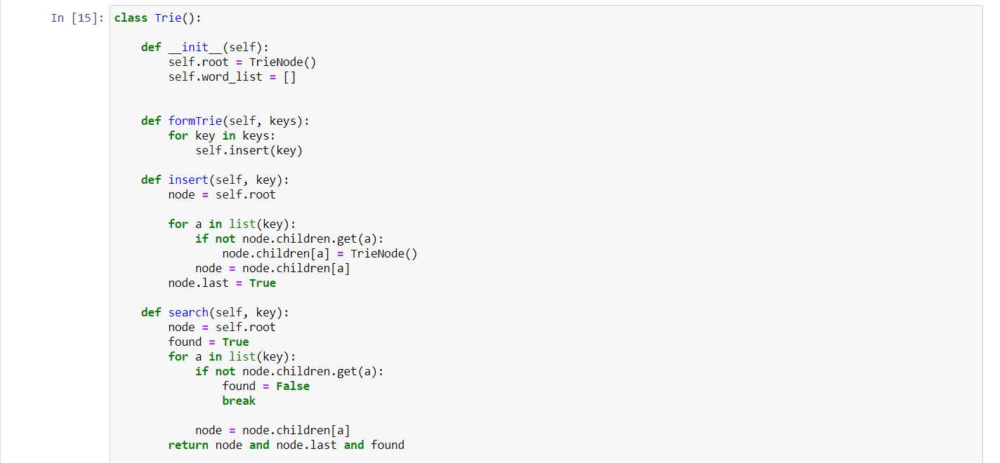 In [15]: class Trie():
    def __init__(self):
        self.root = TrieNode()
        self.word_list = []
    def formTrie(self, keys):
        for key in keys:
            self.insert(key)
    def insert(self, key):
        node = self.root
        for a in list(key):
            if not node.children.get(a):
                node.children[a] = TrieNode()
            node = node.children[a]
        node.last = True
    def search(self, key):
        node = self.root
        found = True
        for a in list(key):
            if not node.children.get(a):
                found = False
                break
            node = node.children[a]
        return node and node.last and found